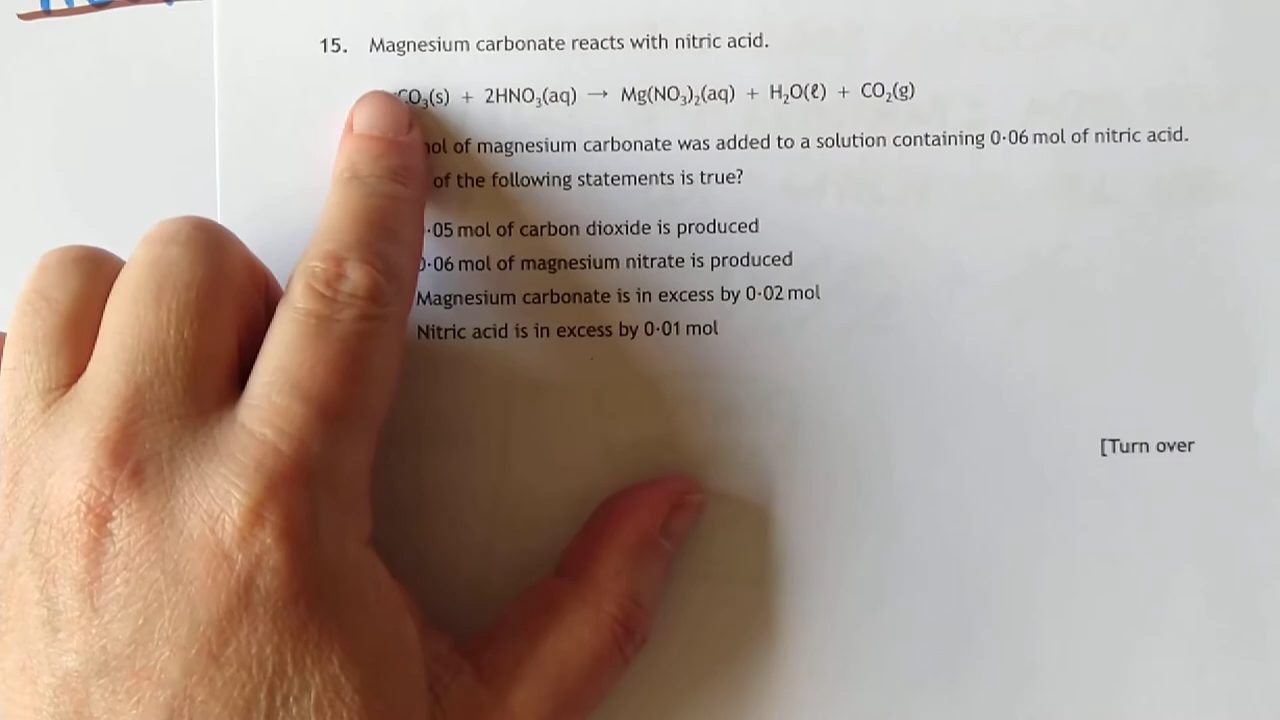 15. Magnesium carbonate reacts with nitric acid.
CO₃(s) + 2HNO₃(aq) → Mg(NO₃)₂(aq) + H₂O(ℓ) + CO₂(g)
of magnesium carbonate was added to a solution containing 0·06 mol of nitric acid.
of the following statements is true?
·05 mol of carbon dioxide is produced
0·06 mol of magnesium nitrate is produced
Magnesium carbonate is in excess by 0·02 mol
Nitric acid is in excess by 0·01 mol
[Turn over